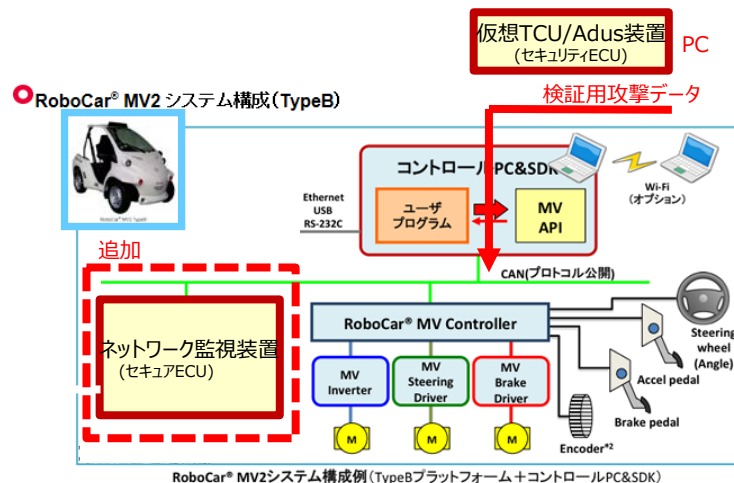 仮想TCU/Adus装置
(セキュリティECU)
PC
RoboCar® MV2 システム構成(TypeB)
検証用攻撃データ
コントロールPC&SDK
Ethernet
USB
RS-232C
ユーザ
プログラム
MV
API
Wi-Fi
(オプション)
RoboCar® MV2 TypeB
追加
CAN(プロトコル公開)
ネットワーク監視装置
(セキュアECU)
RoboCar® MV Controller
Steering
wheel
(Angle)
MV
Inverter
MV
Steering
Driver
MV
Brake
Driver
Accel pedal
Brake pedal
M
M
M
Encoder*2
RoboCar® MV2システム構成例(TypeBプラットフォーム+コントロールPC&SDK)